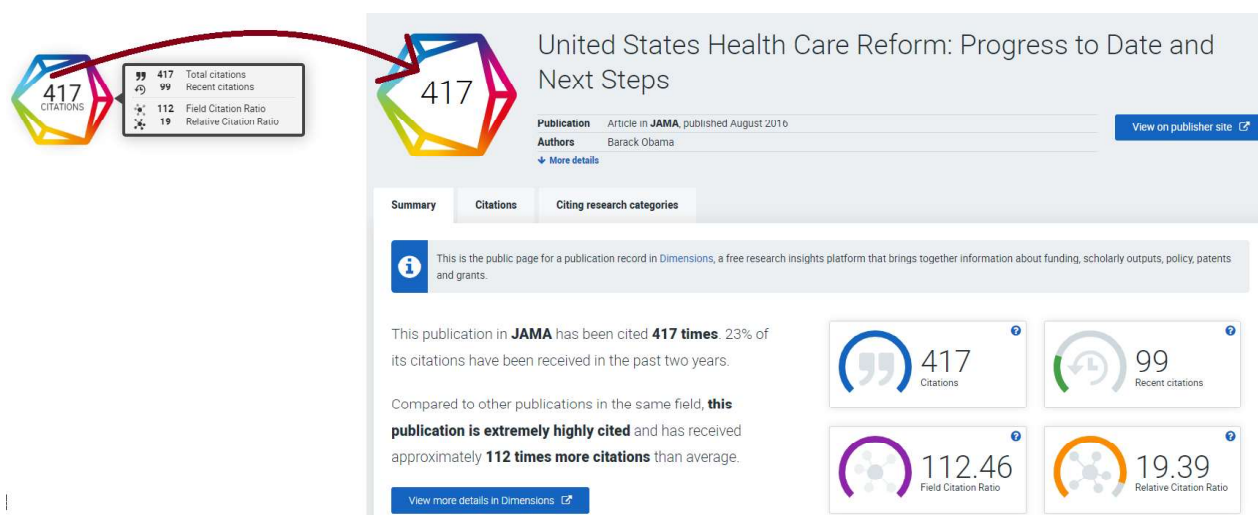 417
CITATIONS
417 Total citations
99 Recent citations
112 Field Citation Ratio
19 Relative Citation Ratio
417
United States Health Care Reform: Progress to Date and
Next Steps
Publication Article in JAMA, published August 2016
Authors Barack Obama
More details
View on publisher site
Summary Citations Citing research categories
This is the public page for a publication record in Dimensions, a free research insights platform that brings together information about funding, scholarly outputs, policy, patents
and grants.
This publication in JAMA has been cited 417 times. 23% of
its citations have been received in the past two years.
Compared to other publications in the same field, this
publication is extremely highly cited and has received
approximately 112 times more citations than average.
View more details in Dimensions
417
Citations
99
Recent citations
112.46
Field Citation Ratio
19.39
Relative Citation Ratio